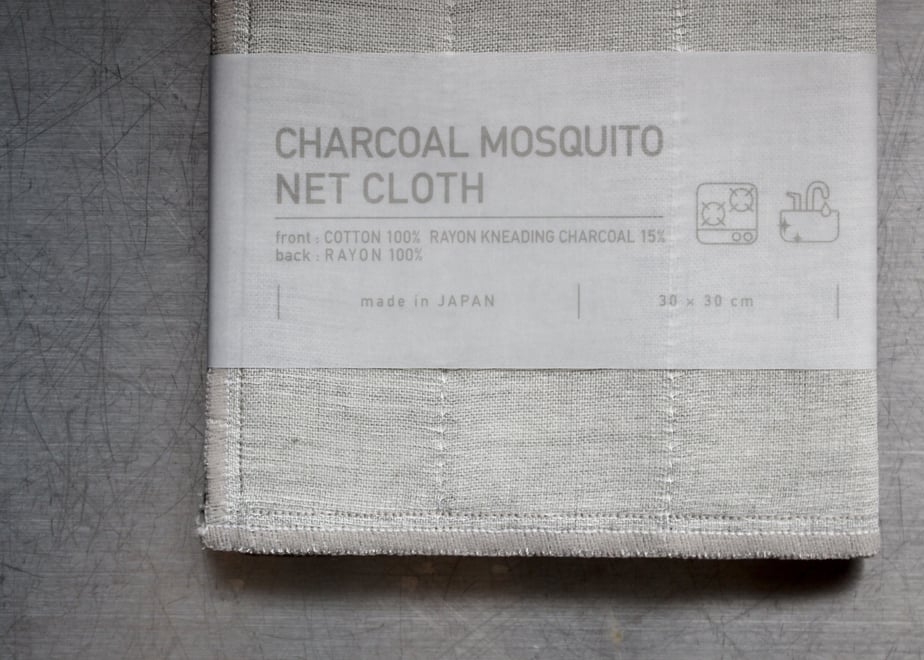 CHARCOAL MOSQUITO
NET CLOTH
front : COTTON 100% RAYON KNEADING CHARCOAL 15%
back : RAYON 100%
made in JAPAN
30 × 30 cm